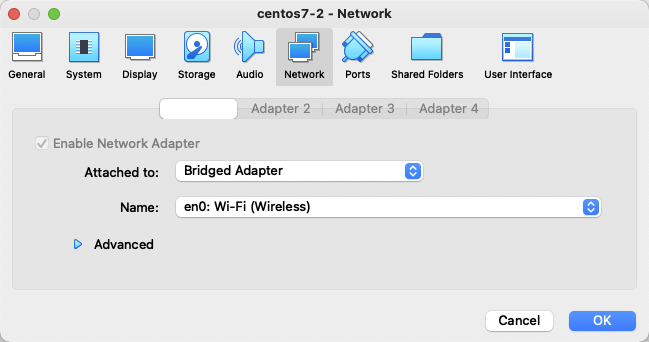 centos7-2 - Network
General System Display Storage Audio Network Ports Shared Folders User Interface
Adapter 2 Adapter 3 Adapter 4
Enable Network Adapter
Attached to: Bridged Adapter
Name: en0: Wi-Fi (Wireless)
Advanced
Cancel OK